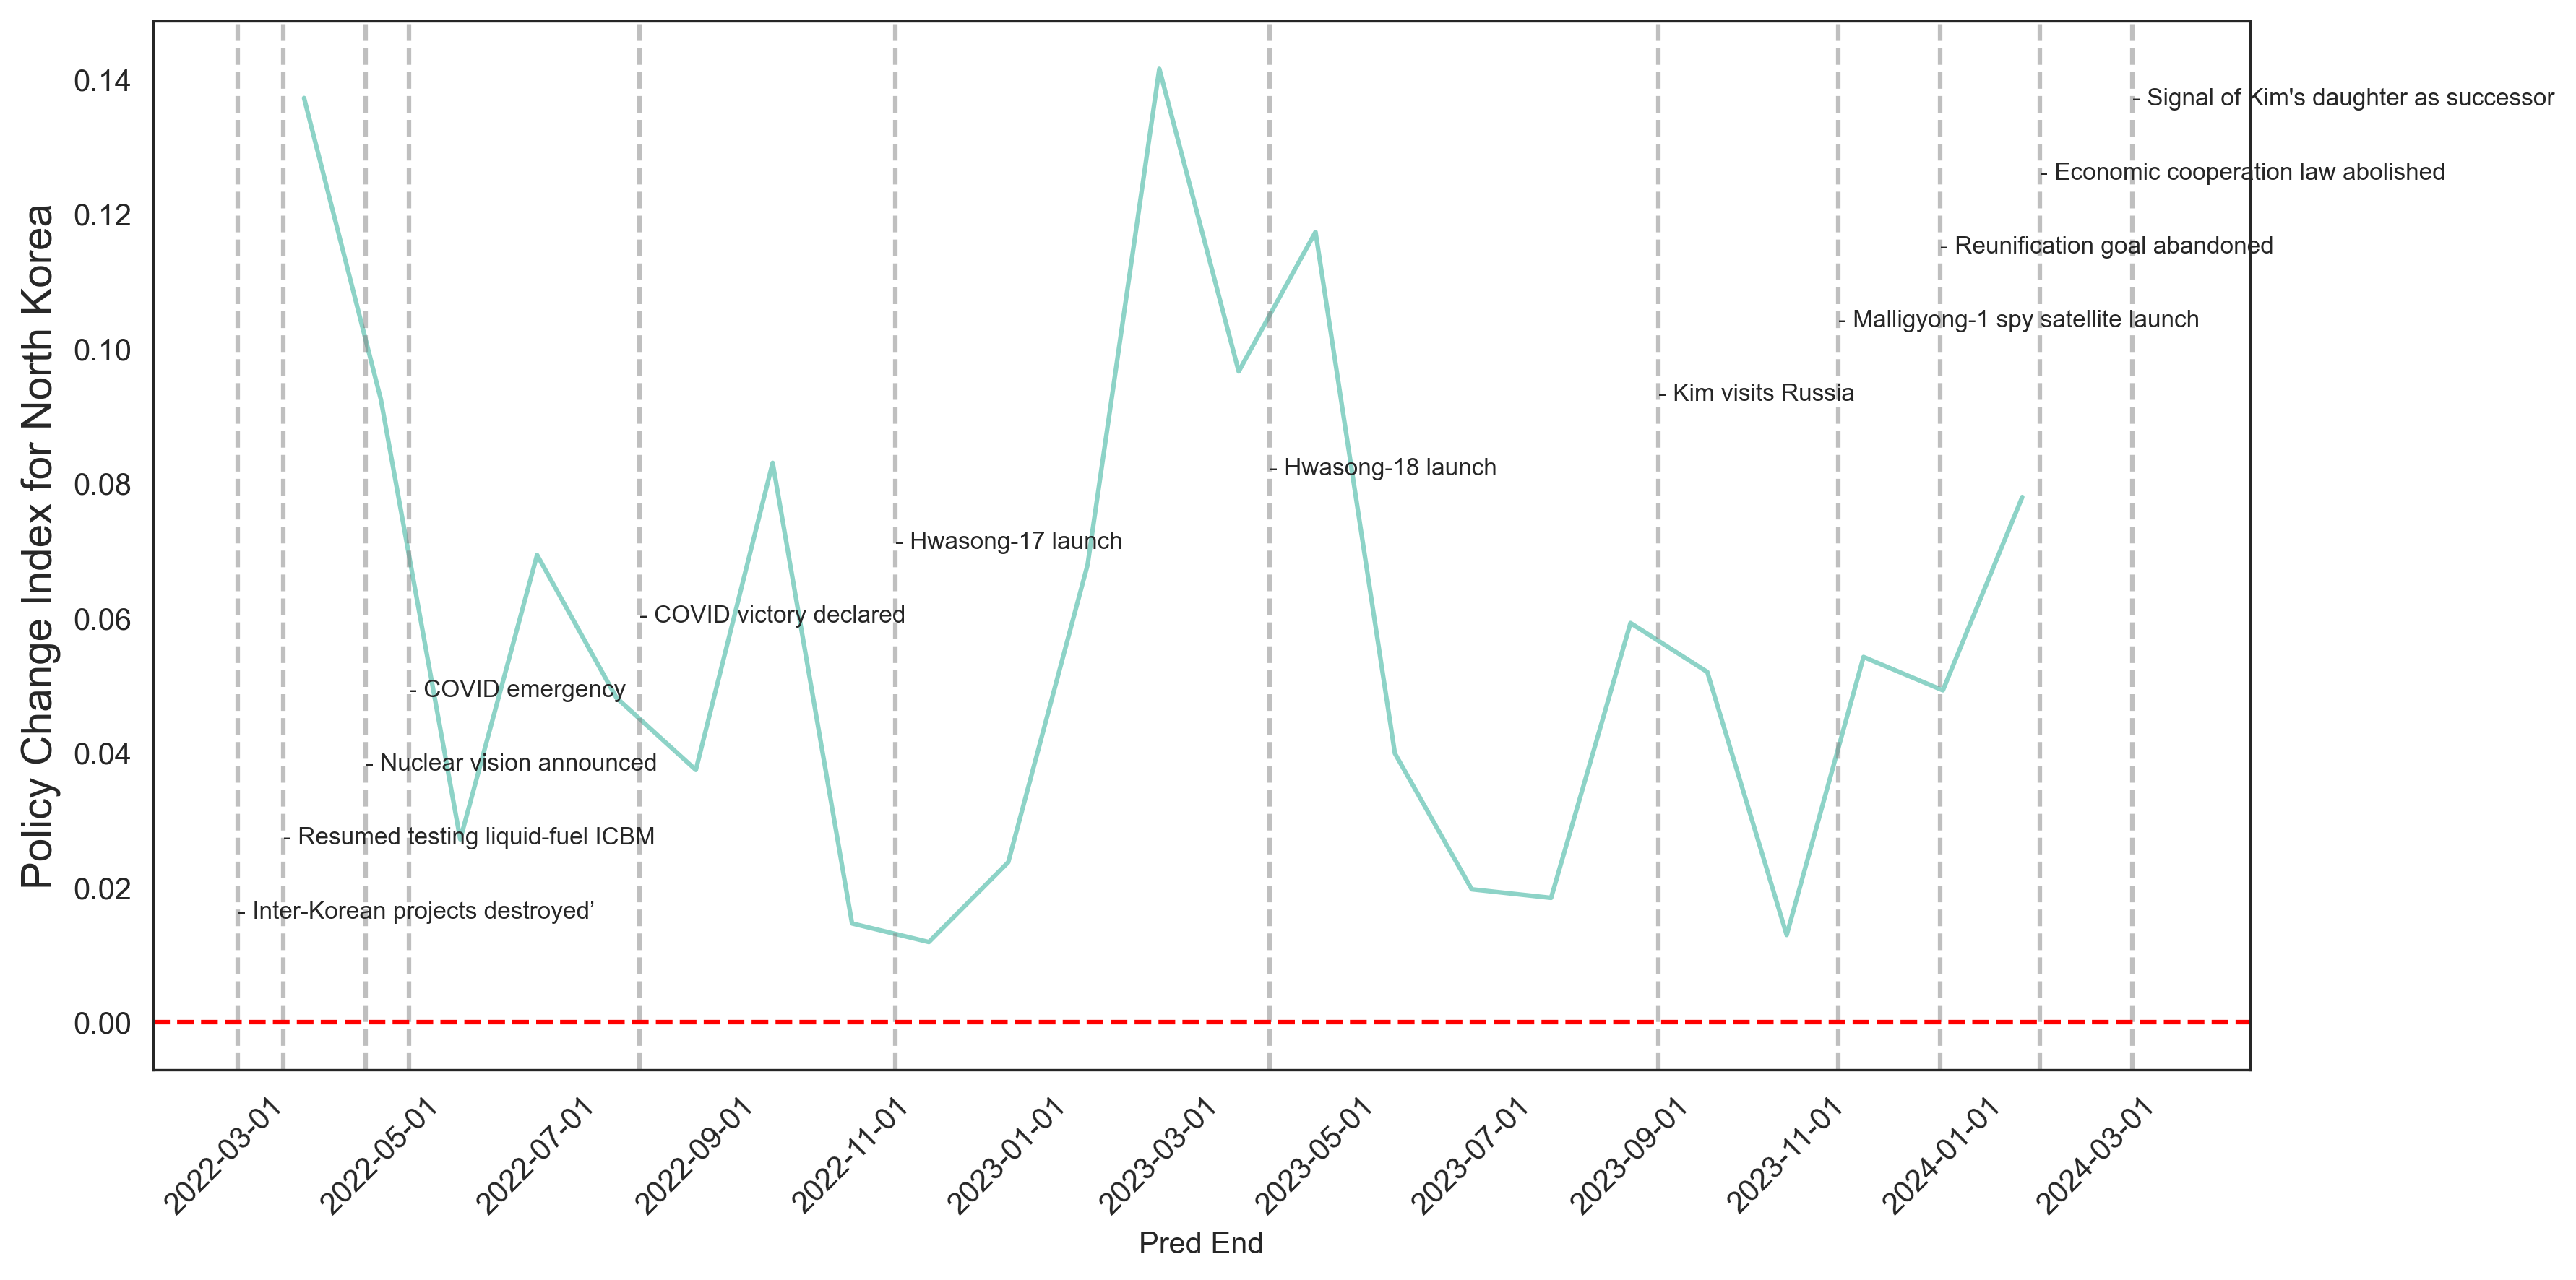 Policy Change Index for North Korea
0.14
0.12
0.10
0.08
0.06
0.04
0.02
0.00
- Signal of Kim's daughter as successor
- Economic cooperation law abolished
- Reunification goal abandoned
- Malligyong-1 spy satellite launch
- Kim visits Russia
- Hwasong-18 launch
- Hwasong-17 launch
- COVID victory declared
- COVID emergency
- Nuclear vision announced
- Resumed testing liquid-fuel ICBM
- Inter-Korean projects destroyed’
2022-03-01
2022-05-01
2022-07-01
2022-09-01
2022-11-01
2023-01-01
2023-03-01
2023-05-01
2023-07-01
2023-09-01
2023-11-01
2024-01-01
2024-03-01
Pred End